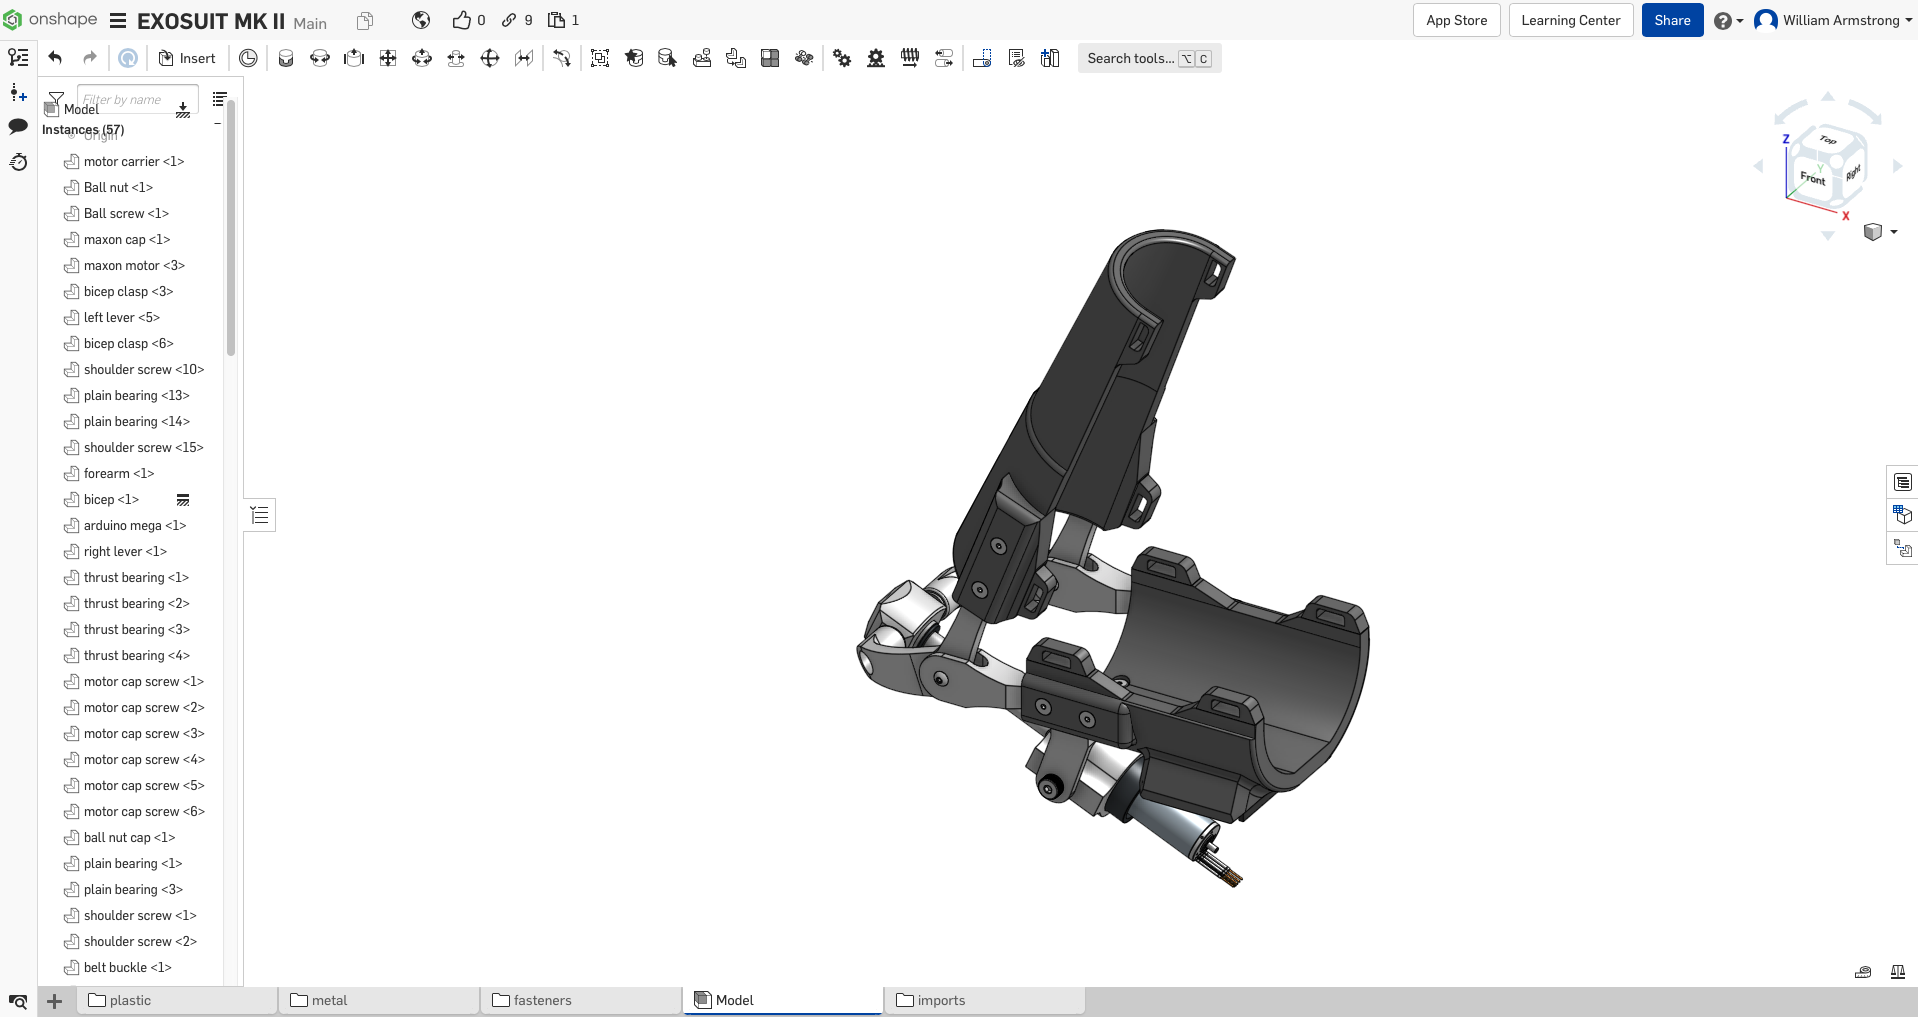 onshape EXOSUIT MK II Main 0 9 1 App Store Learning Center Share William Armstrong
Insert Search tools... ⌥ C
Filter by name
Model
Instances (57)
Origin
motor carrier <1>
Ball nut <1>
Ball screw <1>
maxon cap <1>
maxon motor <3>
bicep clasp <3>
left lever <5>
bicep clasp <6>
shoulder screw <10>
plain bearing <13>
plain bearing <14>
shoulder screw <15>
forearm <1>
bicep <1>
arduino mega <1>
right lever <1>
thrust bearing <1>
thrust bearing <2>
thrust bearing <3>
thrust bearing <4>
motor cap screw <1>
motor cap screw <2>
motor cap screw <3>
motor cap screw <4>
motor cap screw <5>
motor cap screw <6>
ball nut cap <1>
plain bearing <1>
plain bearing <3>
shoulder screw <1>
shoulder screw <2>
belt buckle <1>
Z
Top
Y
Front Right
X
plastic metal fasteners Model imports